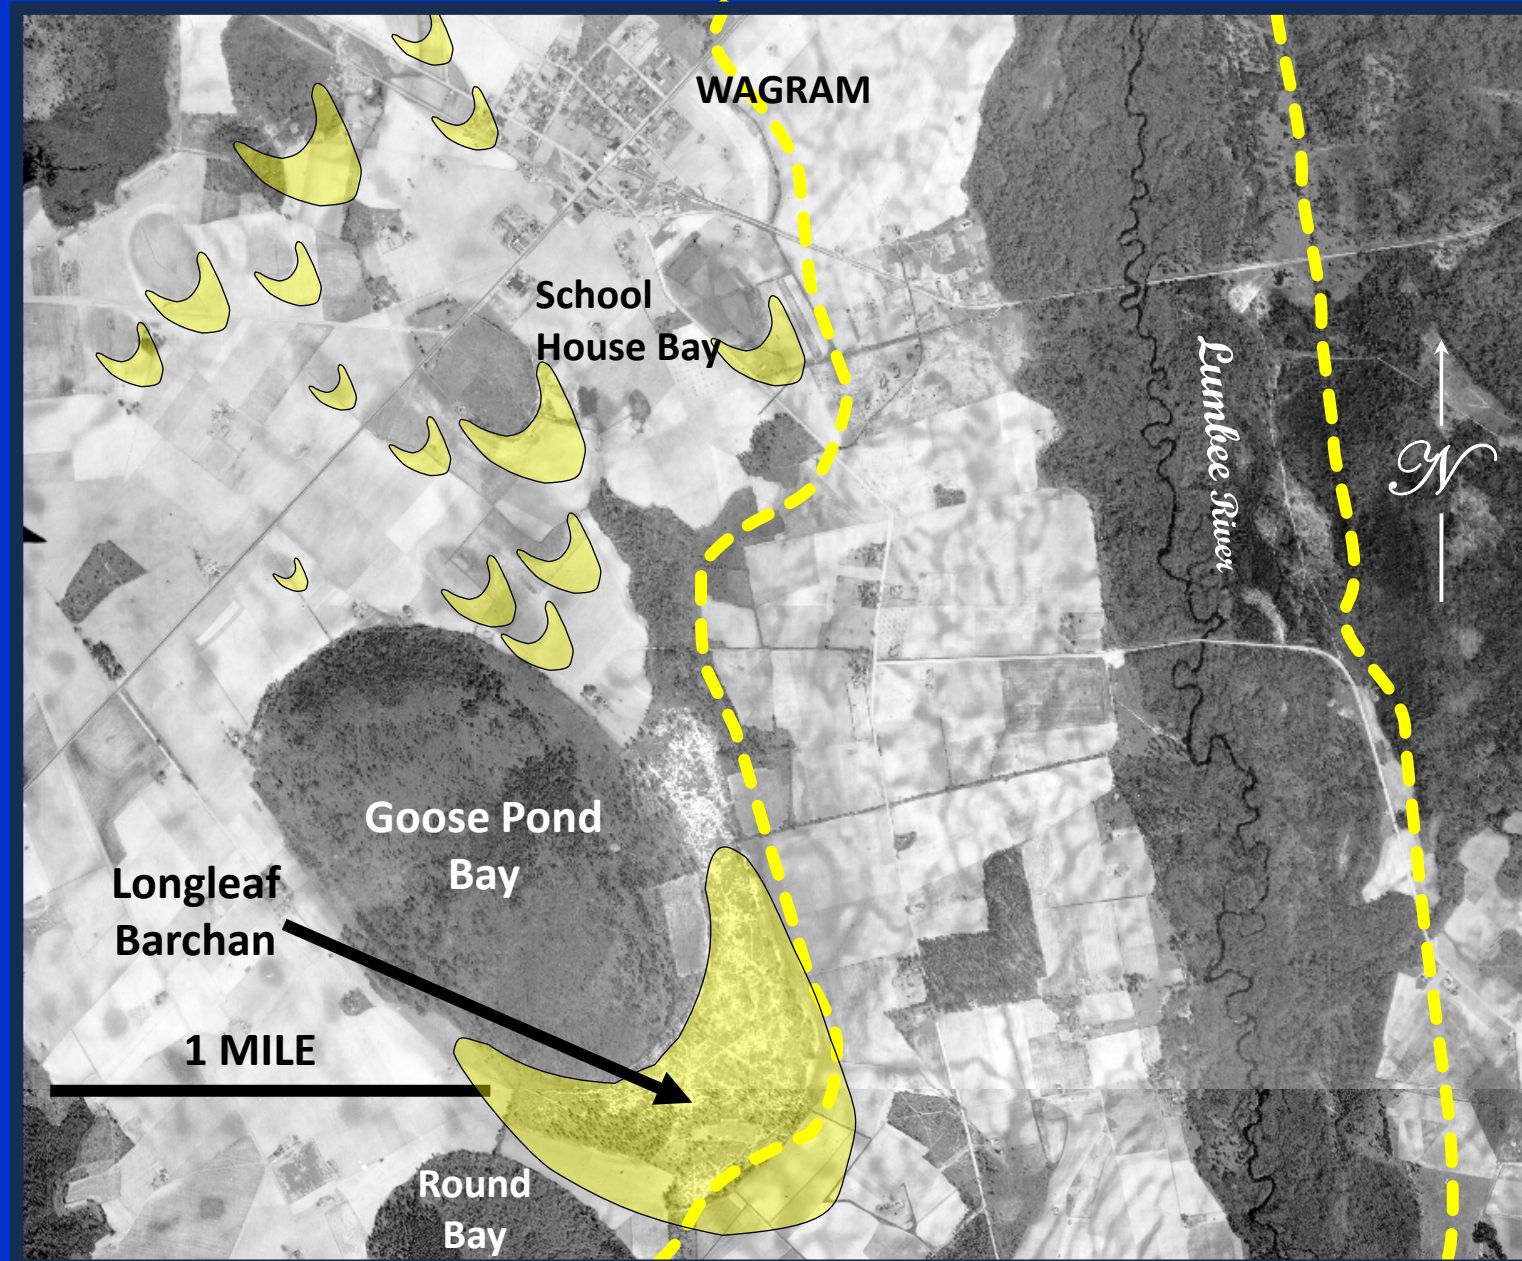 WAGRAM
School
House Bay
Lumbee River
N
Goose Pond
Bay
Longleaf
Barchan
1 MILE
Round
Bay